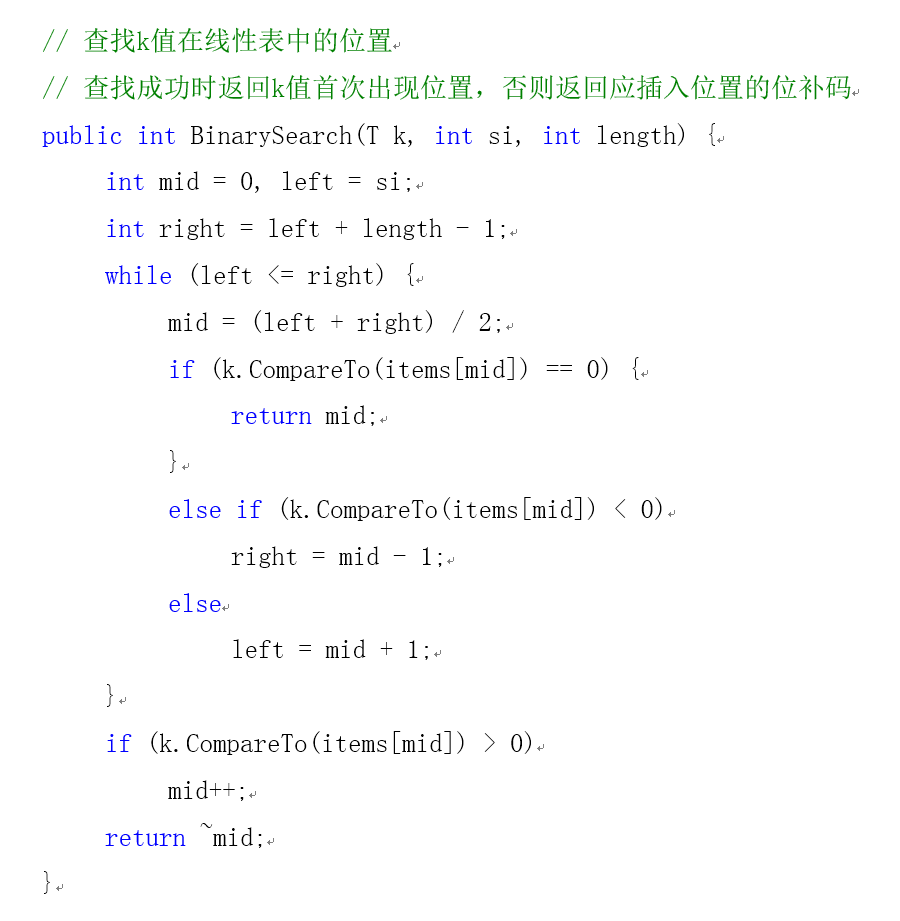 // 查找k值在线性表中的位置
// 查找成功时返回k值首次出现位置，否则返回应插入位置的位补码
public int BinarySearch(T k, int si, int length) {
int mid = 0, left = si;
int right = left + length - 1;
while (left <= right) {
mid = (left + right) / 2;
if (k.CompareTo(items[mid]) == 0) {
return mid;
}
else if (k.CompareTo(items[mid]) < 0)
right = mid - 1;
else
left = mid + 1;
}
if (k.CompareTo(items[mid]) > 0)
mid++;
return ~mid;
}